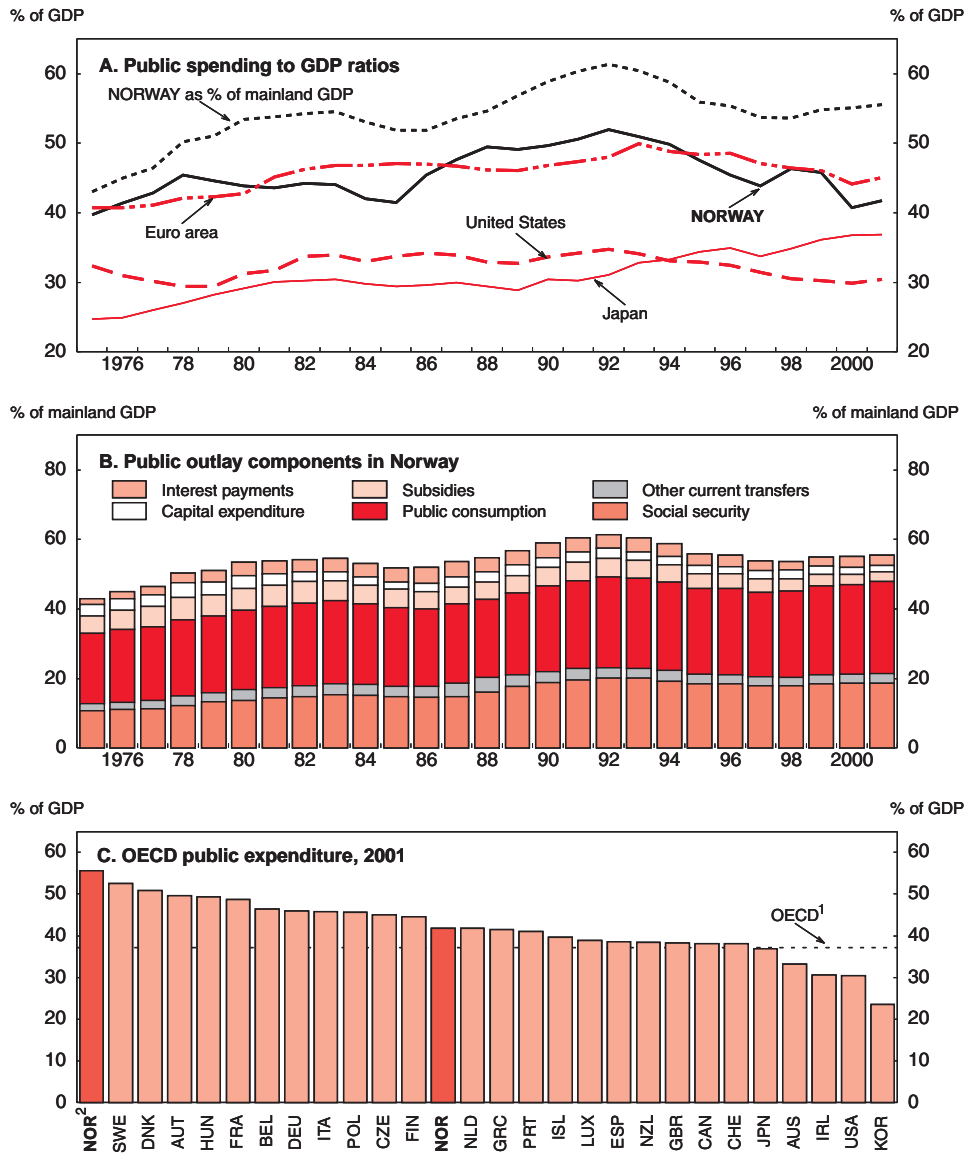 % of GDP % of GDP
A. Public spending to GDP ratios
60 60
NORWAY as % of mainland GDP
50 50
40 40
Euro area
United States
NORWAY
30 30
Japan
20 20
1976 78 80 82 84 86 88 90 92 94 96 98 2000
% of mainland GDP % of mainland GDP
80 80
B. Public outlay components in Norway
Interest payments Subsidies Other current transfers
Capital expenditure Public consumption Social security
60 60
40 40
20 20
0 0
1976 78 80 82 84 86 88 90 92 94 96 98 2000
% of GDP % of GDP
60 60
C. OECD public expenditure, 2001
50 50
OECD1
40 40
30 30
20 20
10 10
0 0
NOR2 SWE DNK AUT HUN FRA BEL DEU ITA POL CZE FIN NOR NLD GRC PRT ISL LUX ESP NZL GBR CAN CHE JPN AUS IRL USA KOR